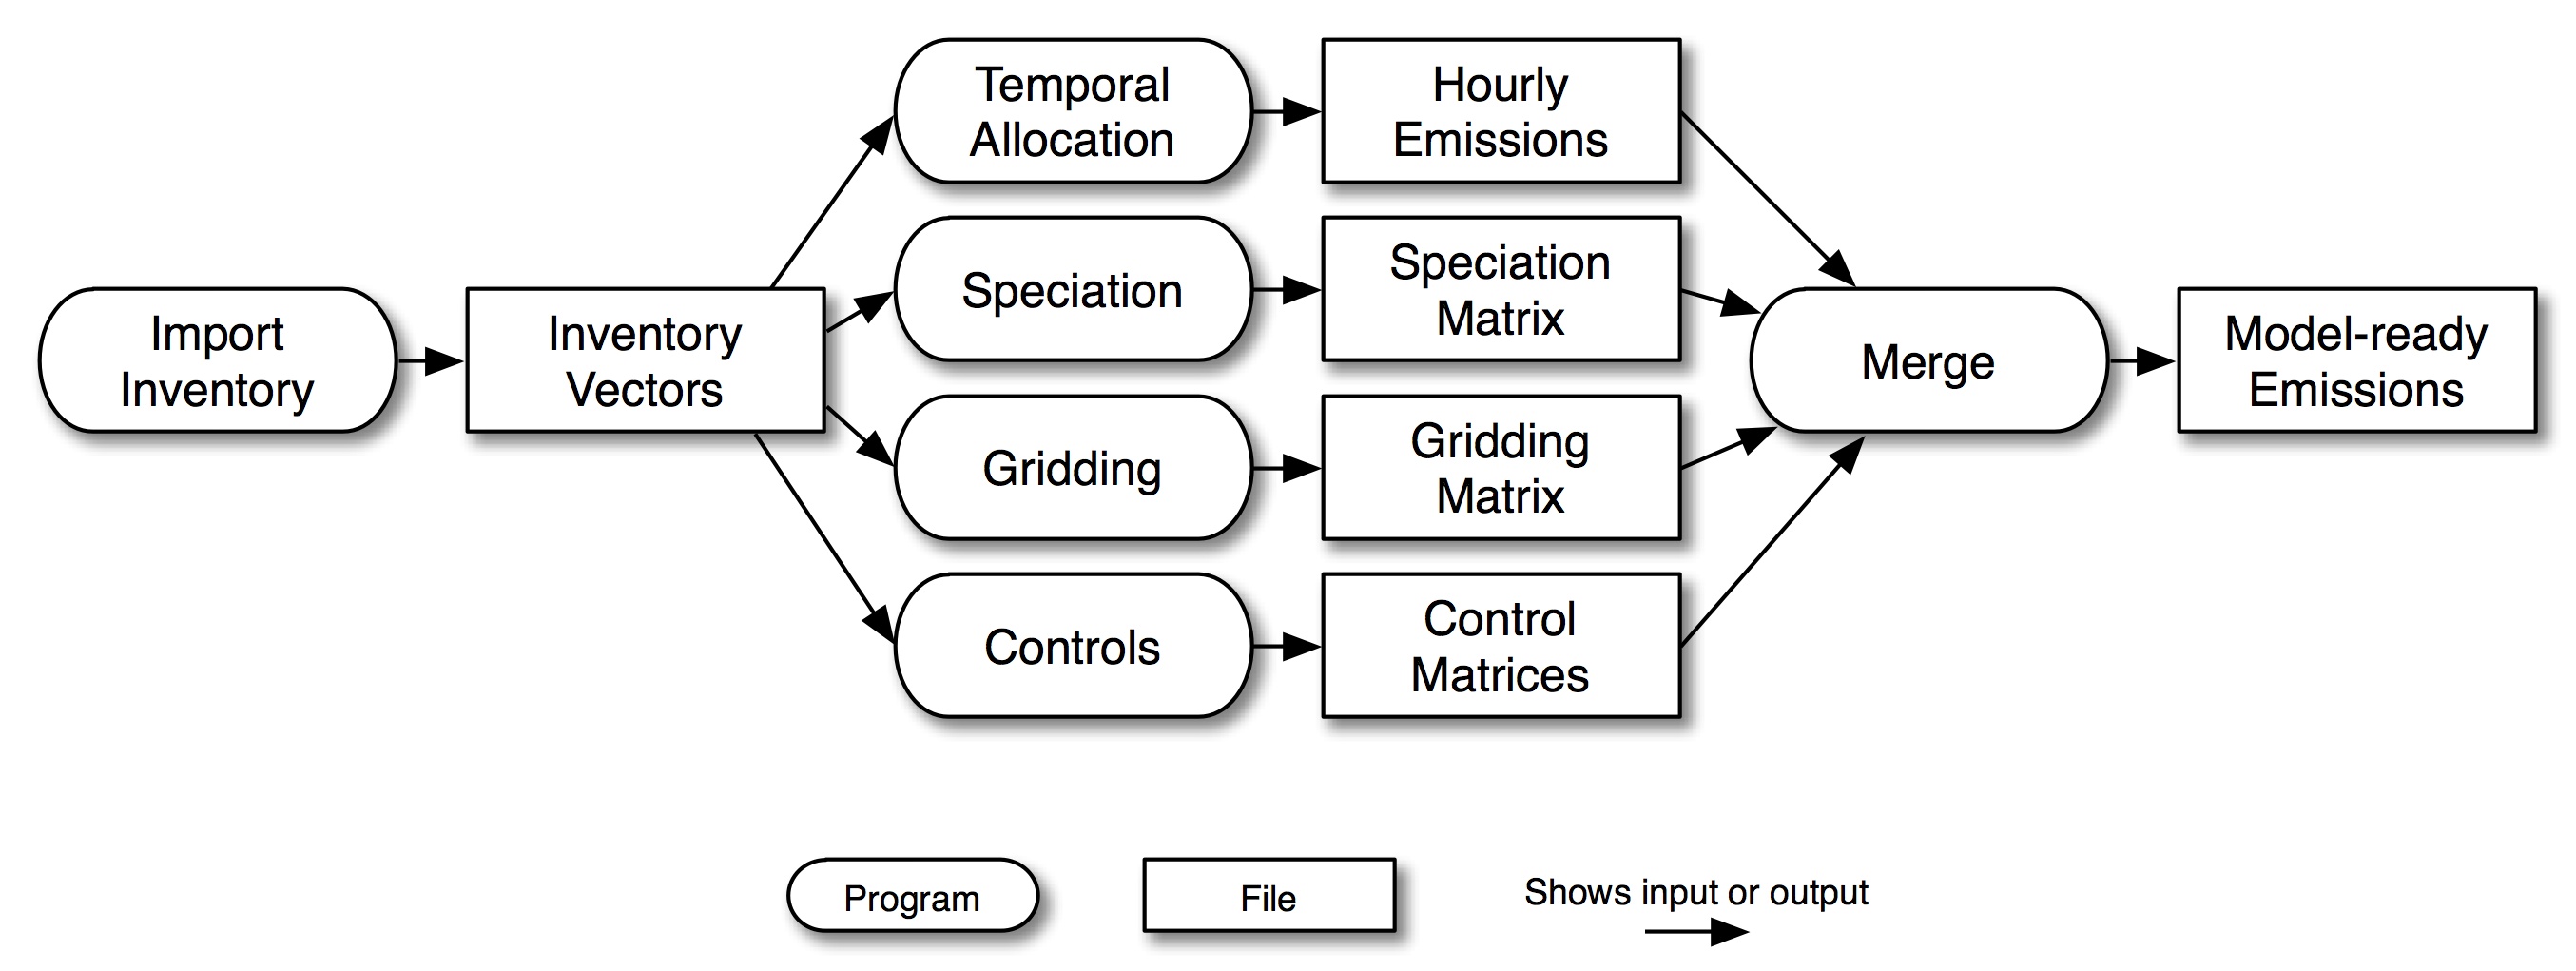 Import
Inventory
Inventory
Vectors
Temporal
Allocation
Hourly
Emissions
Speciation
Speciation
Matrix
Gridding
Gridding
Matrix
Controls
Control
Matrices
Merge
Model-ready
Emissions
Program
File
Shows input or output